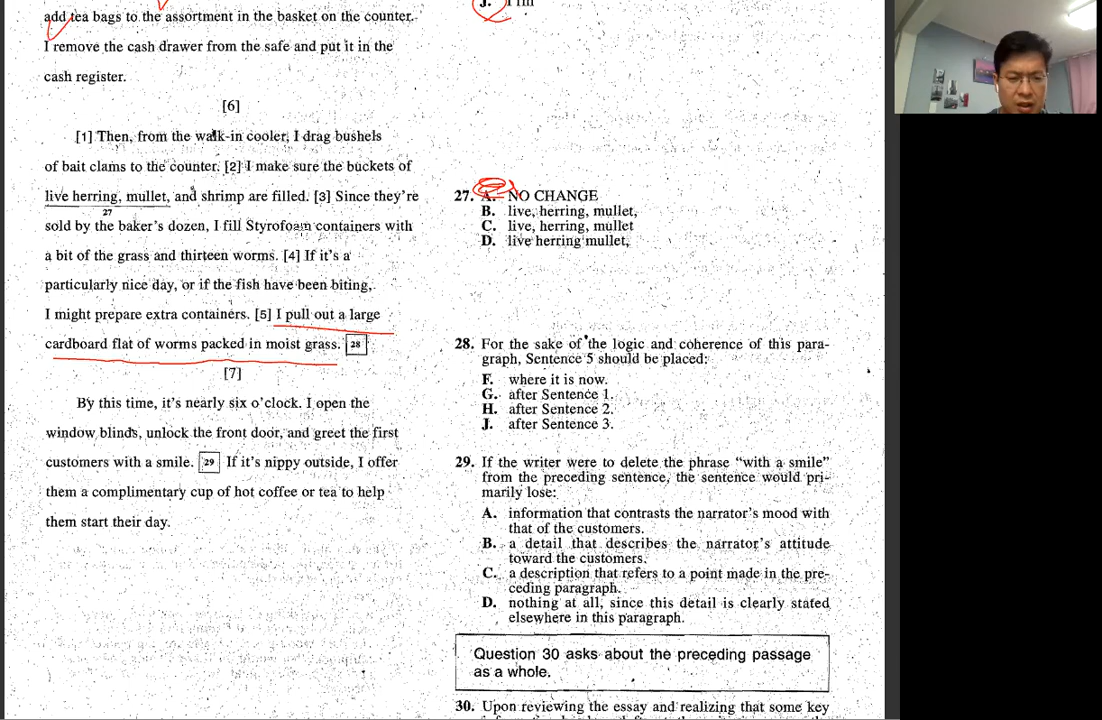 add tea bags to the assortment in the basket on the counter.
I remove the cash drawer from the safe and put it in the
cash register.
[6]
[1] Then, from the walk-in cooler, I drag bushels
of bait clams to the counter. [2] I make sure the buckets of
live herring, mullet, and shrimp are filled. [3] Since they're
27
sold by the baker's dozen, I fill Styrofoam containers with
a bit of the grass and thirteen worms. [4] If it's a
particularly nice day, or if the fish have been biting,
I might prepare extra containers. [5] I pull out a large
cardboard flat of worms packed in moist grass. 28
[7]
By this time, it's nearly six o'clock. I open the
window blinds, unlock the front door, and greet the first
customers with a smile. 29 If it's nippy outside, I offer
them a complimentary cup of hot coffee or tea to help
them start their day.
J. I'll fill
27. A. NO CHANGE
B. live, herring, mullet,
C. live, herring, mullet
D. live herring mullet,
28. For the sake of the logic and coherence of this para-
graph, Sentence 5 should be placed:
F. where it is now.
G. after Sentence 1.
H. after Sentence 2.
J. after Sentence 3.
29. If the writer were to delete the phrase "with a smile"
from the preceding sentence, the sentence would pri-
marily lose:
A. information that contrasts the narrator's mood with
that of the customers.
B. a detail that describes the narrator's attitude
toward the customers.
C. a description that refers to a point made in the pre-
ceding paragraph.
D. nothing at all, since this detail is clearly stated
elsewhere in this paragraph.
Question 30 asks about the preceding passage
as a whole.
30. Upon reviewing the essay and realizing that some key